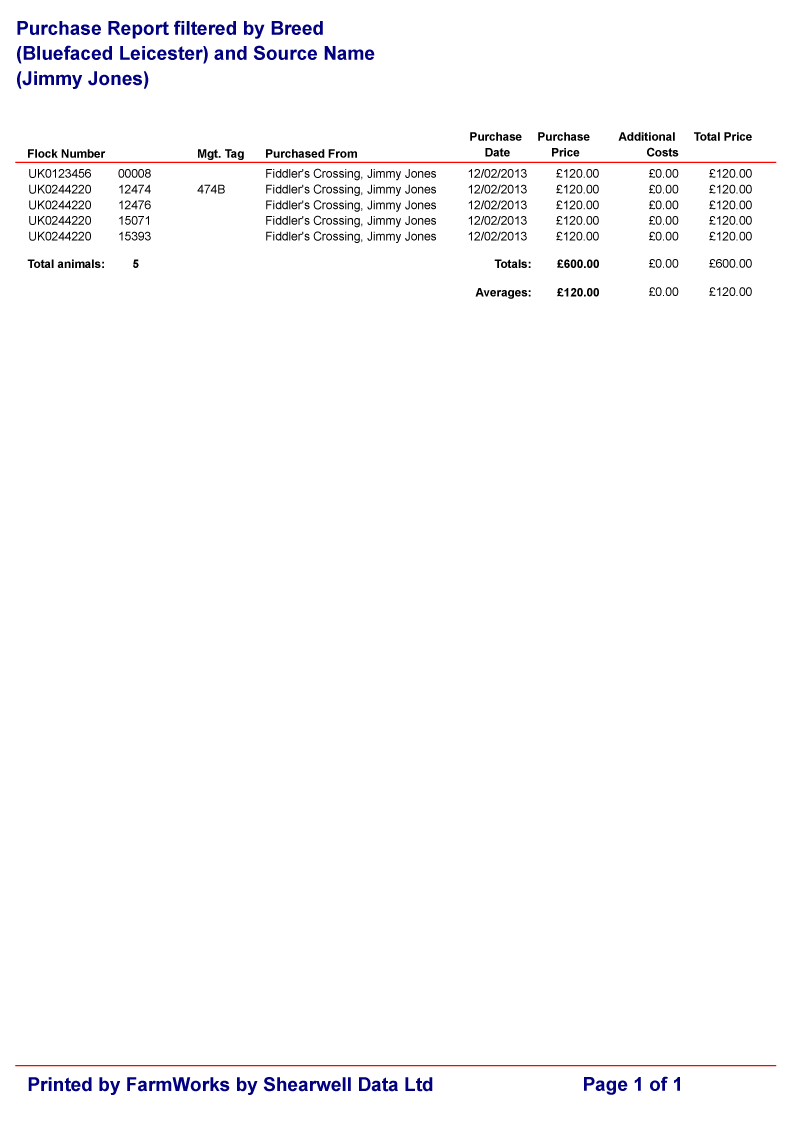 Purchase Report filtered by Breed
(Bluefaced Leicester) and Source Name
(Jimmy Jones)
Purchase Purchase Additional Total Price
Flock Number Mgt. Tag Purchased From Date Price Costs
UK0123456 00008 Fiddler's Crossing, Jimmy Jones 12/02/2013 £120.00 £0.00 £120.00
UK0244220 12474 474B Fiddler's Crossing, Jimmy Jones 12/02/2013 £120.00 £0.00 £120.00
UK0244220 12476 Fiddler's Crossing, Jimmy Jones 12/02/2013 £120.00 £0.00 £120.00
UK0244220 15071 Fiddler's Crossing, Jimmy Jones 12/02/2013 £120.00 £0.00 £120.00
UK0244220 15393 Fiddler's Crossing, Jimmy Jones 12/02/2013 £120.00 £0.00 £120.00
Total animals: 5 Totals: £600.00 £0.00 £600.00
Averages: £120.00 £0.00 £120.00
Printed by FarmWorks by Shearwell Data Ltd Page 1 of 1